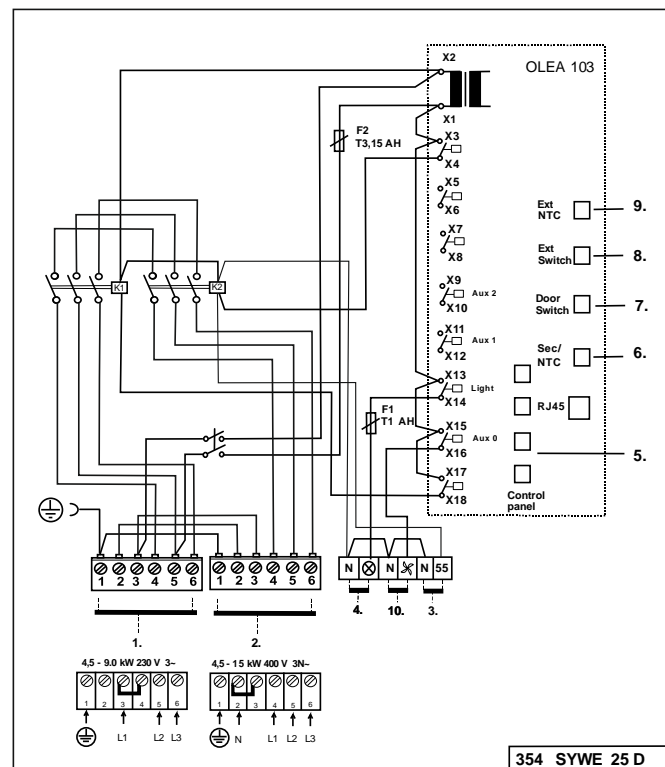 X2
OLEA 103
X1
F2
T3,15 AH
X3
X4
X5
X6
Ext
NTC
9.
X7
X8
Ext
Switch
8.
K1
K2
X9
Aux 2
X10
Door
Switch
7.
X11
Aux 1
X12
Sec/
NTC
6.
X13
Light
X14
RJ45
F1
T1 AH
X15
Aux 0
X16
5.
X17
X18
Control
panel
1 2 3 4 5 6
1 2 3 4 5 6
N N N 55
4. 10. 3.
1. 2.
4,5 - 9.0 kW 230 V 3~
4,5 - 15 kW 400 V 3N~
1 2 3 4 5 6
1 2 3 4 5 6
L1 L2 L3
N L1 L2 L3
354 SYWE 25 D